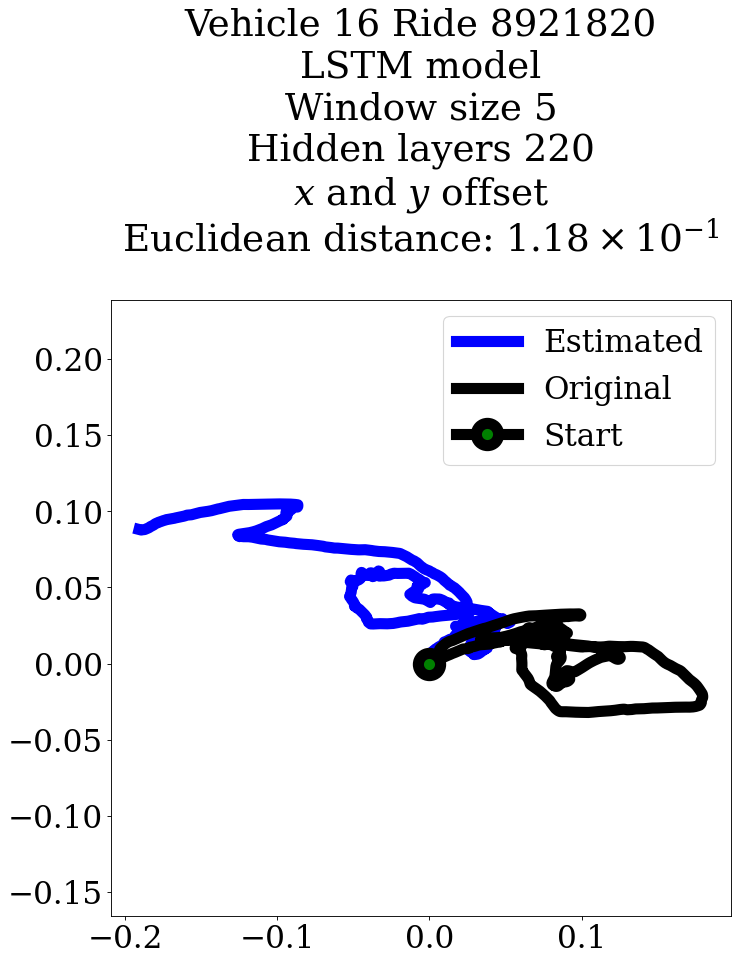 Vehicle 16 Ride 8921820
LSTM model
Window size 5
Hidden layers 220
x and y offset
Euclidean distance: 1.18 × 10⁻¹
Estimated
Original
Start
0.20
0.15
0.10
0.05
0.00
−0.05
−0.10
−0.15
−0.2 −0.1 0.0 0.1